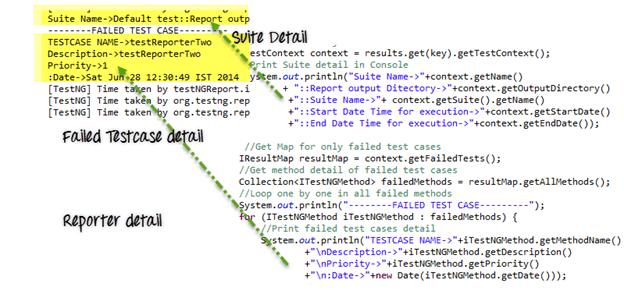 Suite Name->Default test::Report outp
--------FAILED TEST CASE---------
TESTCASE NAME->testReporterTwo
Description->testReporterTwo
Priority->1
:Date->Sat Jun 28 12:30:49 IST 2014
[TestNG] Time taken by testNGReport.i
[TestNG] Time taken by org.testng.rep
[TestNG] Time taken by org.testng.rep
Suite Detail
Failed Testcase detail
Reporter detail
TestContext context = results.get(key).getTestContext();
Print Suite detail in Console
System.out.println("Suite Name->"+context.getName()
+ "::Report output Ditectory->"+context.getOutputDirectory()
+"::Suite Name->"+ context.getSuite().getName()
+"::Start Date Time for execution->"+context.getStartDate()
+"::End Date Time for execution->"+context.getEndDate());
//Get Map for only failed test cases
IResultMap resultMap = context.getFailedTests();
//Get method detail of failed test cases
Collection<ITestNGMethod> failedMethods = resultMap.getAllMethods();
//Loop one by one in all failed methods
System.out.println("--------FAILED TEST CASE---------");
for (ITestNGMethod iTestNGMethod : failedMethods) {
//Print failed test cases detail
System.out.println("TESTCASE NAME->"+iTestNGMethod.getMethodName()
+"\nDescription->"+iTestNGMethod.getDescription()
+"\nPriority->"+iTestNGMethod.getPriority()
+"\n:Date->"+new Date(iTestNGMethod.getDate()));